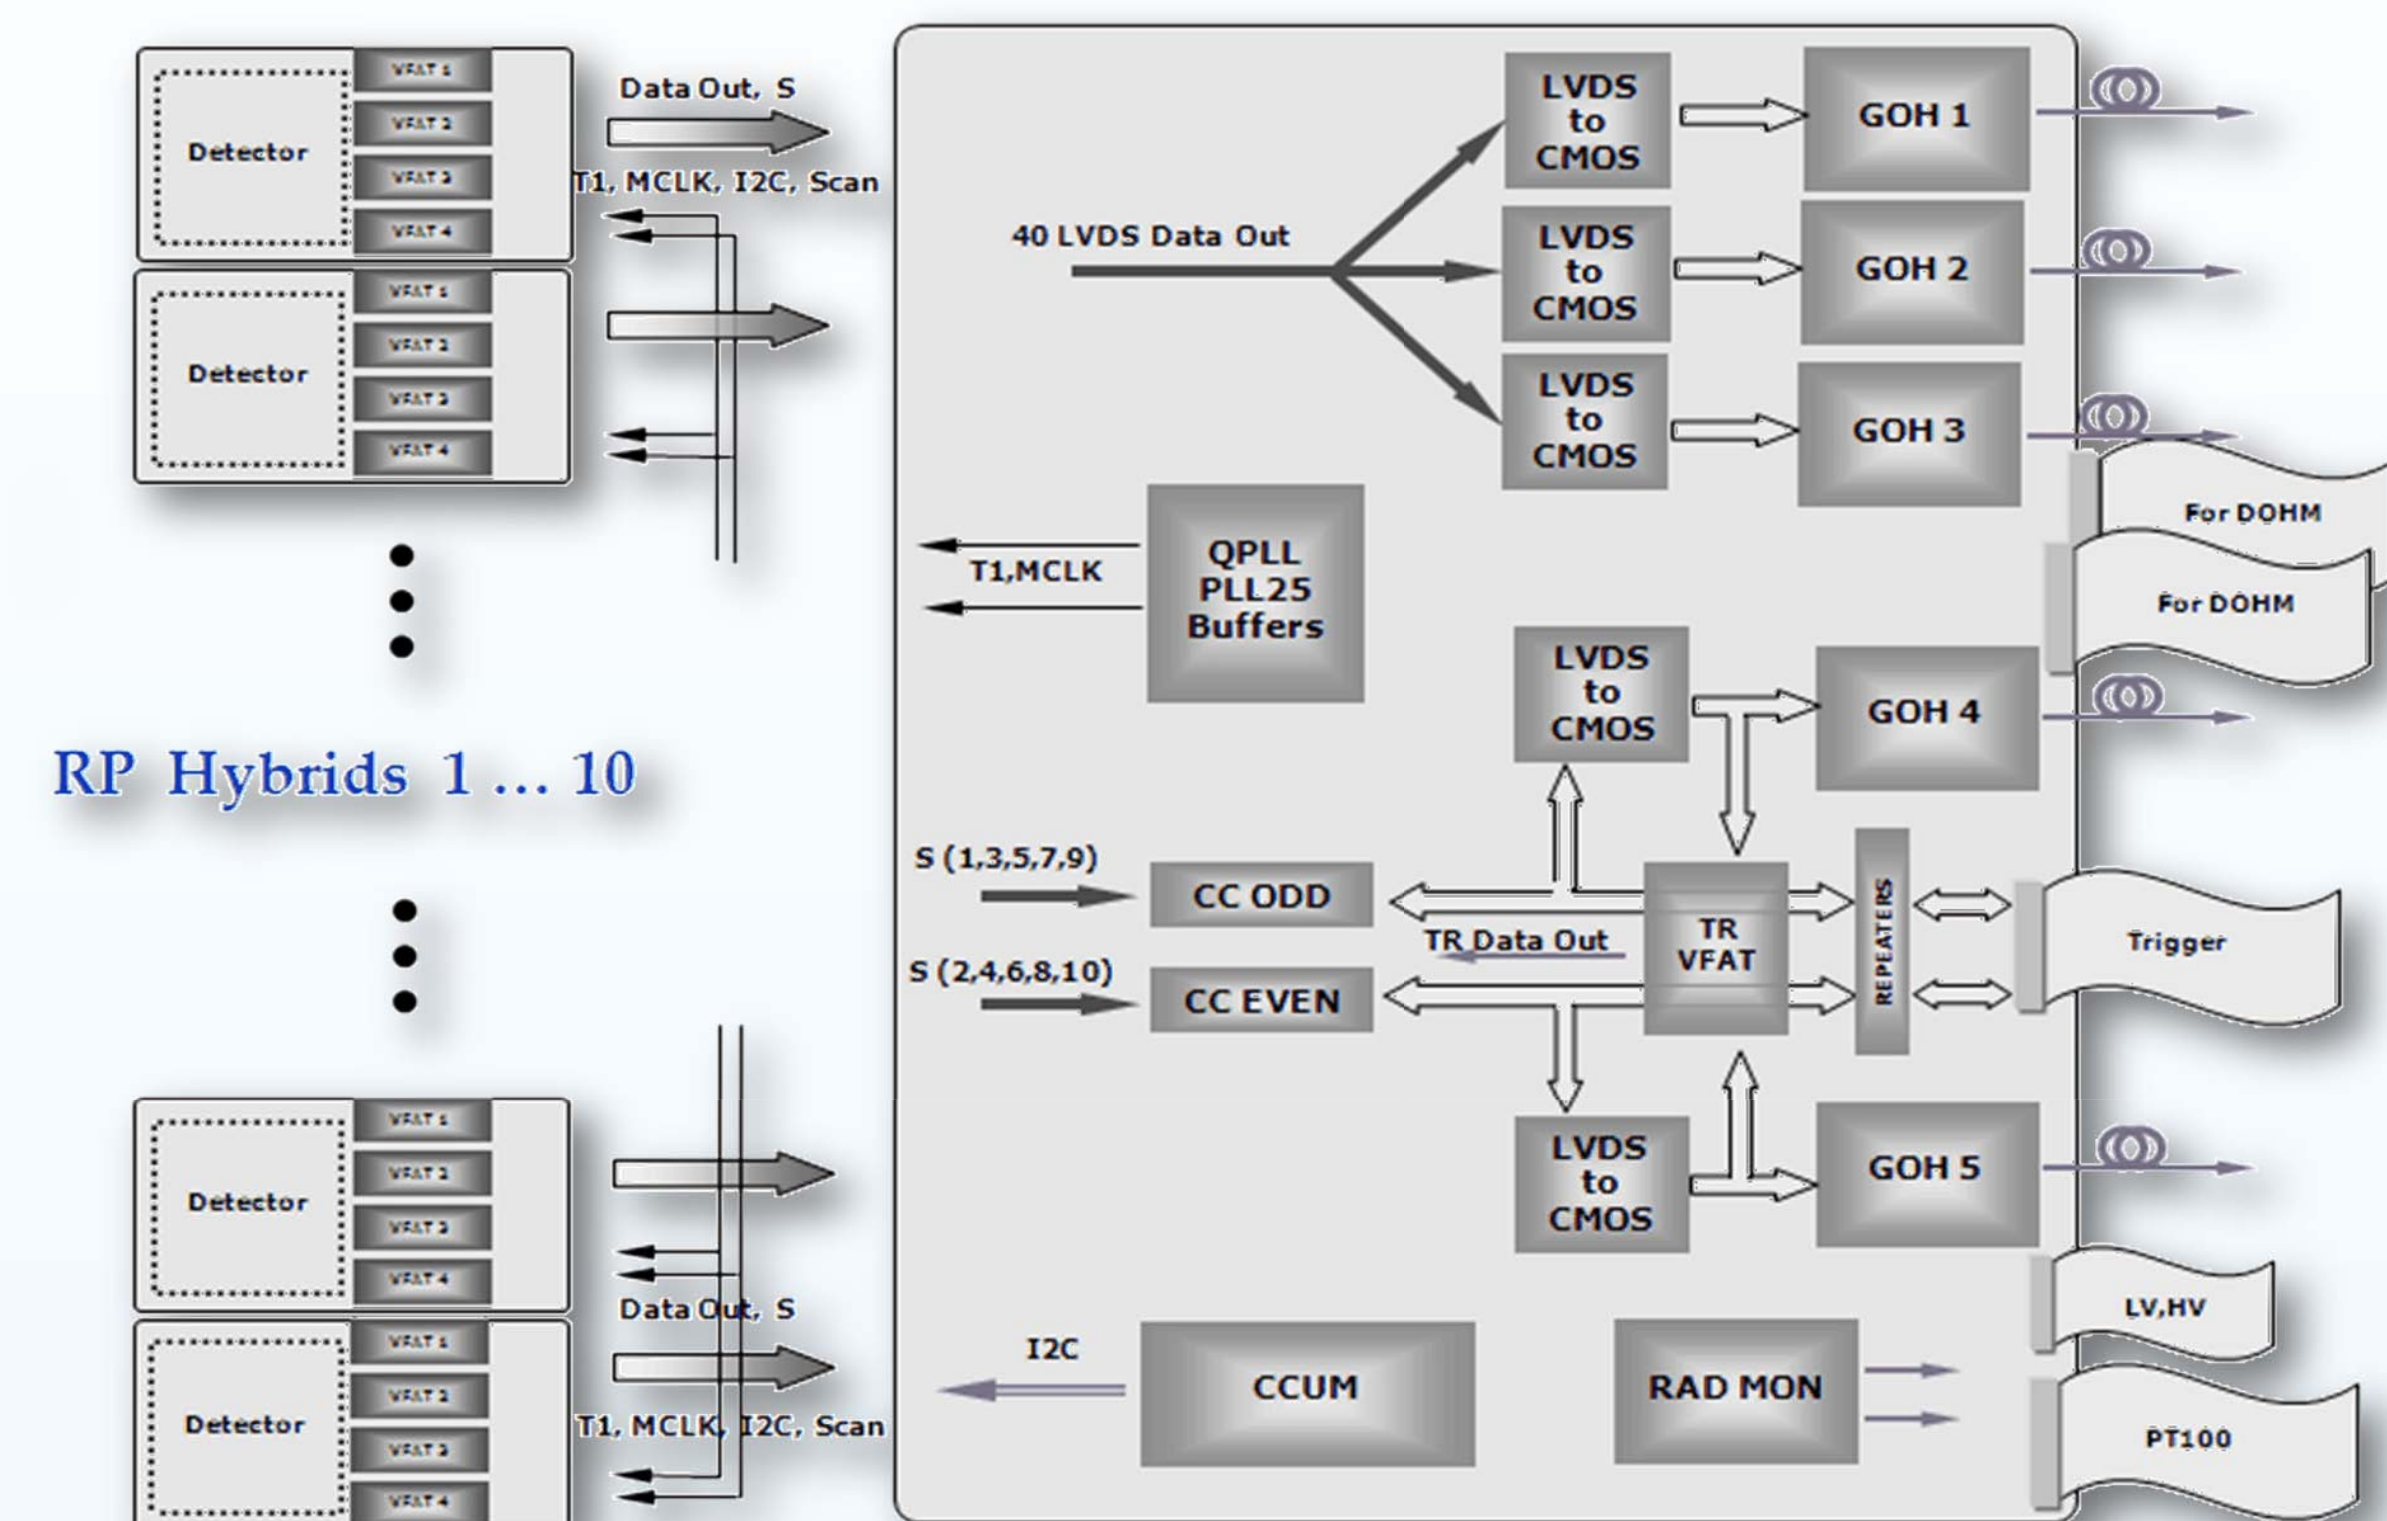 Detector
VFAT 1
VFAT 2
VFAT 3
VFAT 4
Data Out, S
T1, MCLK, I2C, Scan
Detector
VFAT 1
VFAT 2
VFAT 3
VFAT 4
RP Hybrids 1 ... 10
Detector
VFAT 1
VFAT 2
VFAT 3
VFAT 4
Data Out, S
Detector
VFAT 1
VFAT 2
VFAT 3
VFAT 4
T1, MCLK, I2C, Scan
40 LVDS Data Out
LVDS
to
CMOS
GOH 1
LVDS
to
CMOS
GOH 2
LVDS
to
CMOS
GOH 3
For DOHM
For DOHM
T1,MCLK
QPLL
PLL25
Buffers
LVDS
to
CMOS
GOH 4
S (1,3,5,7,9)
CC ODD
TR Data Out
S (2,4,6,8,10)
CC EVEN
TR
VFAT
REPEATERS
Trigger
LVDS
to
CMOS
GOH 5
LV,HV
I2C
CCUM
RAD MON
PT100